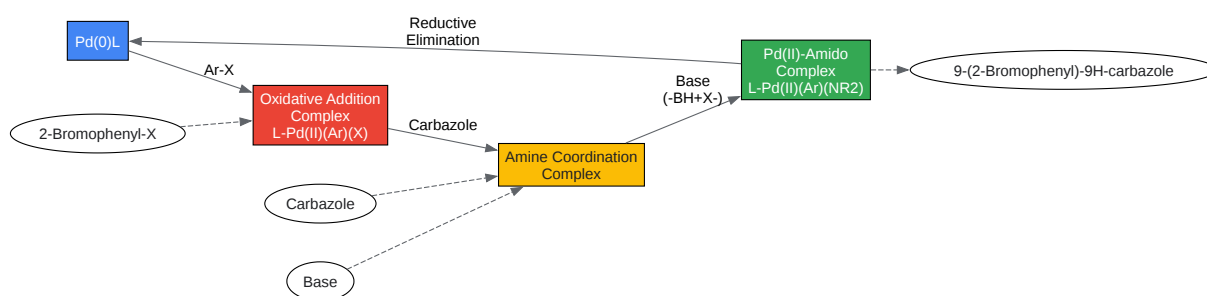 Pd(0)L
Reductive
Elimination
Ar-X
2-Bromophenyl-X
Oxidative Addition
Complex
L-Pd(II)(Ar)(X)
Carbazole
Carbazole
Base
Amine Coordination
Complex
Base
(-BH+X-)
Pd(II)-Amido
Complex
L-Pd(II)(Ar)(NR2)
9-(2-Bromophenyl)-9H-carbazole